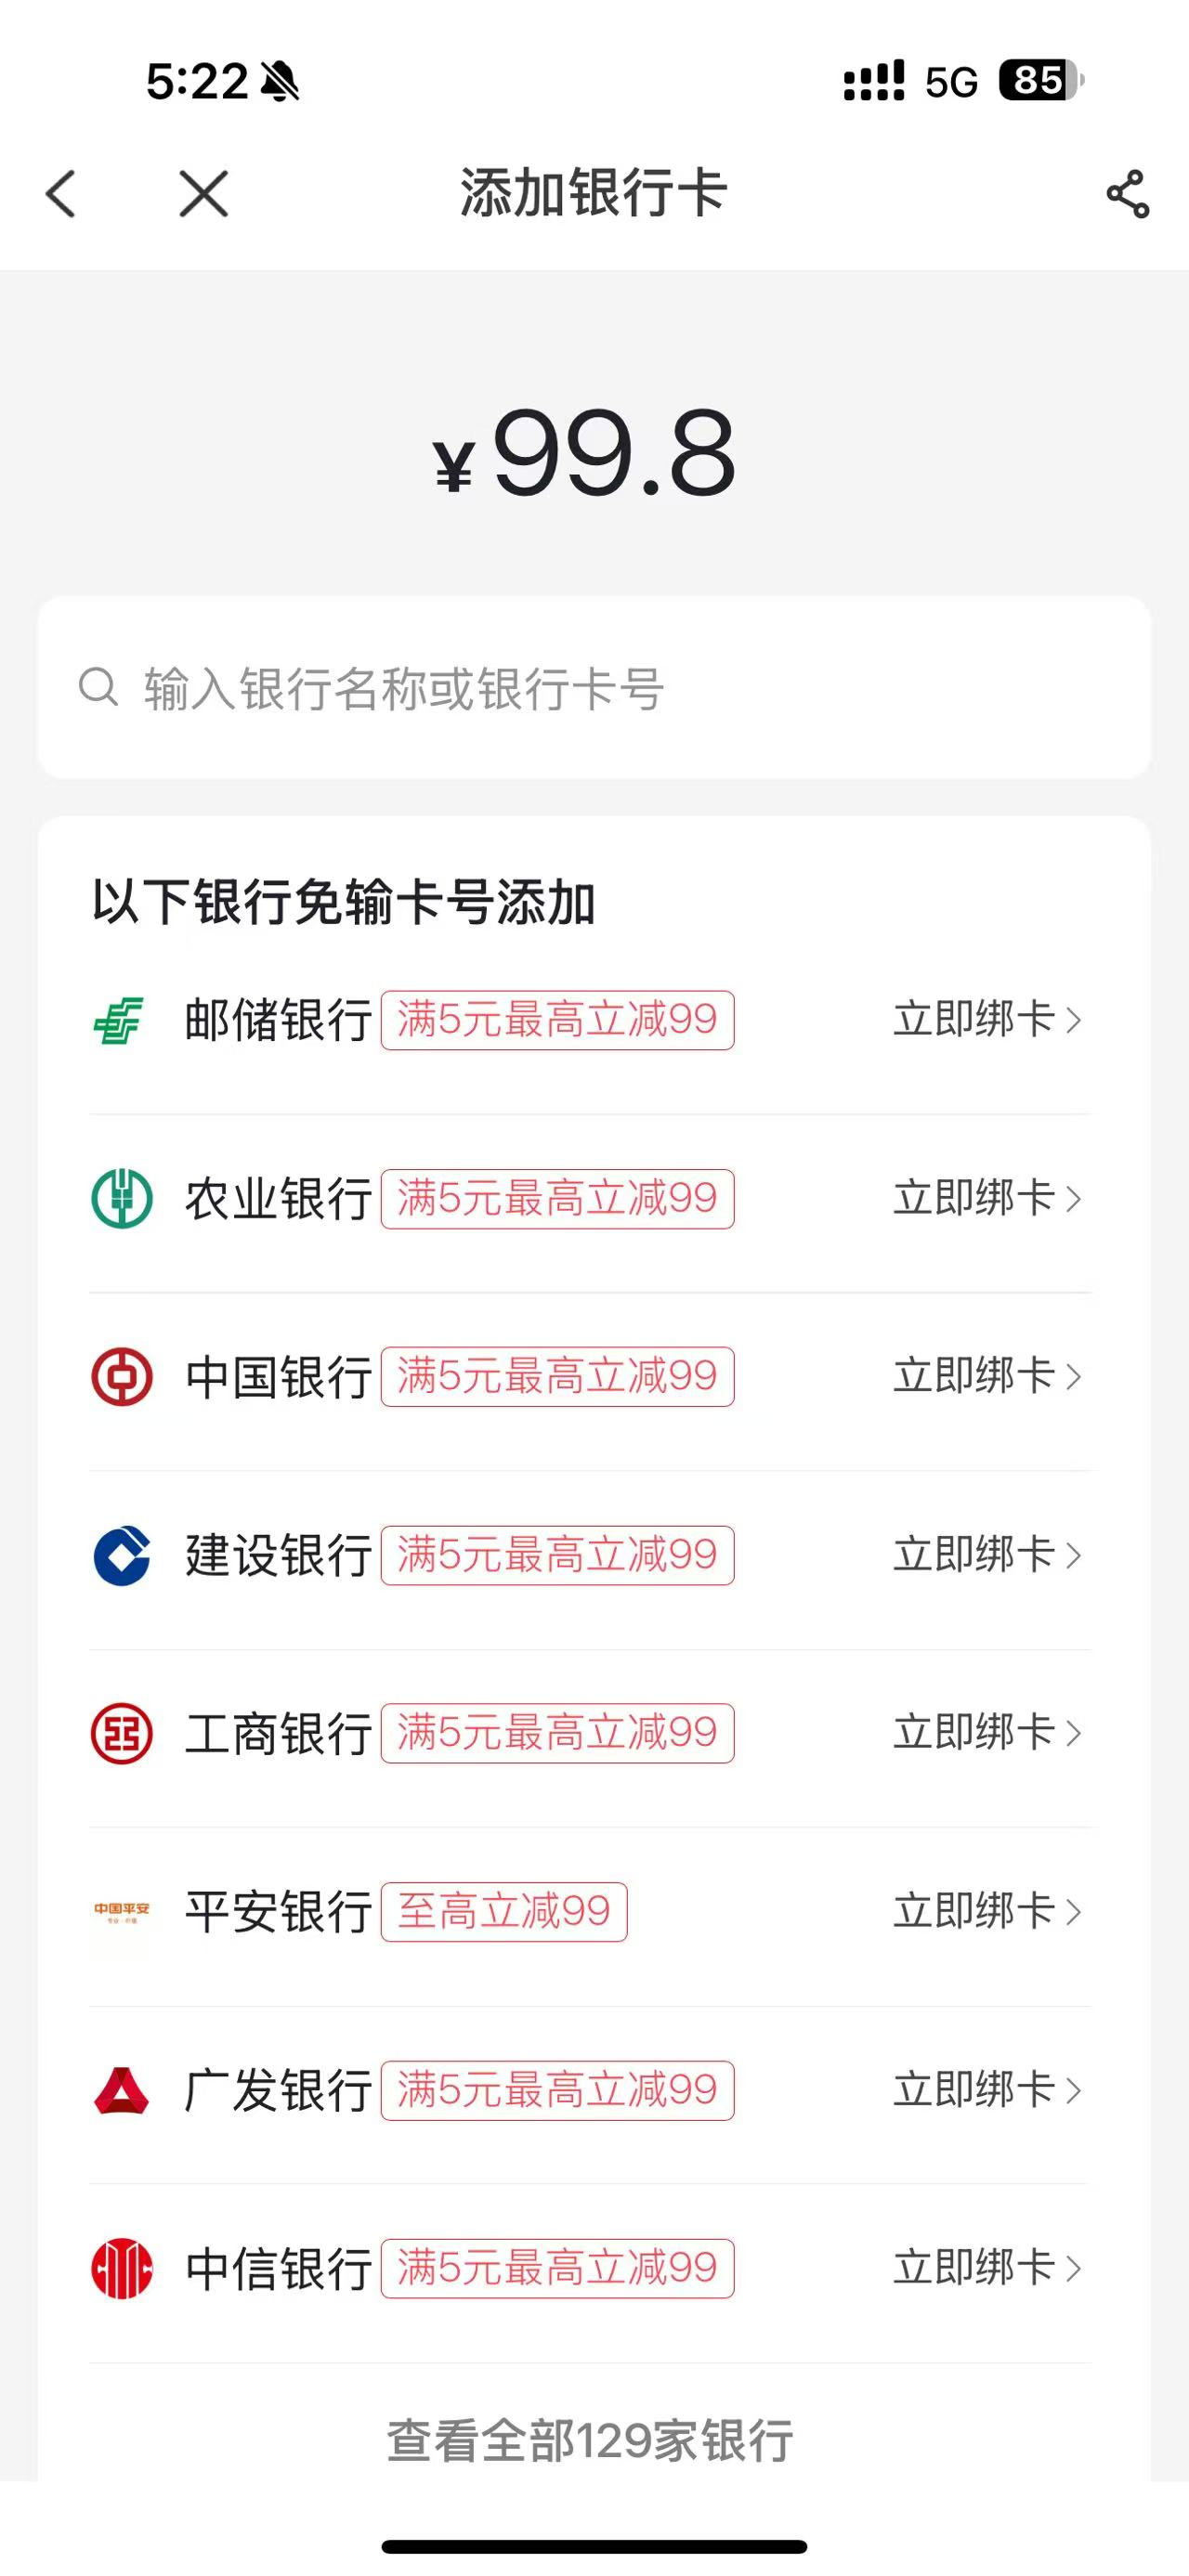 5:22 5G 85
添加银行卡
¥99.8
输入银行名称或银行卡号
以下银行免输卡号添加
邮储银行 满5元最高立减99 立即绑卡
农业银行 满5元最高立减99 立即绑卡
中国银行 满5元最高立减99 立即绑卡
建设银行 满5元最高立减99 立即绑卡
工商银行 满5元最高立减99 立即绑卡
中国平安 平安银行 至高立减99 立即绑卡
专业·价值
广发银行 满5元最高立减99 立即绑卡
中信银行 满5元最高立减99 立即绑卡
查看全部129家银行